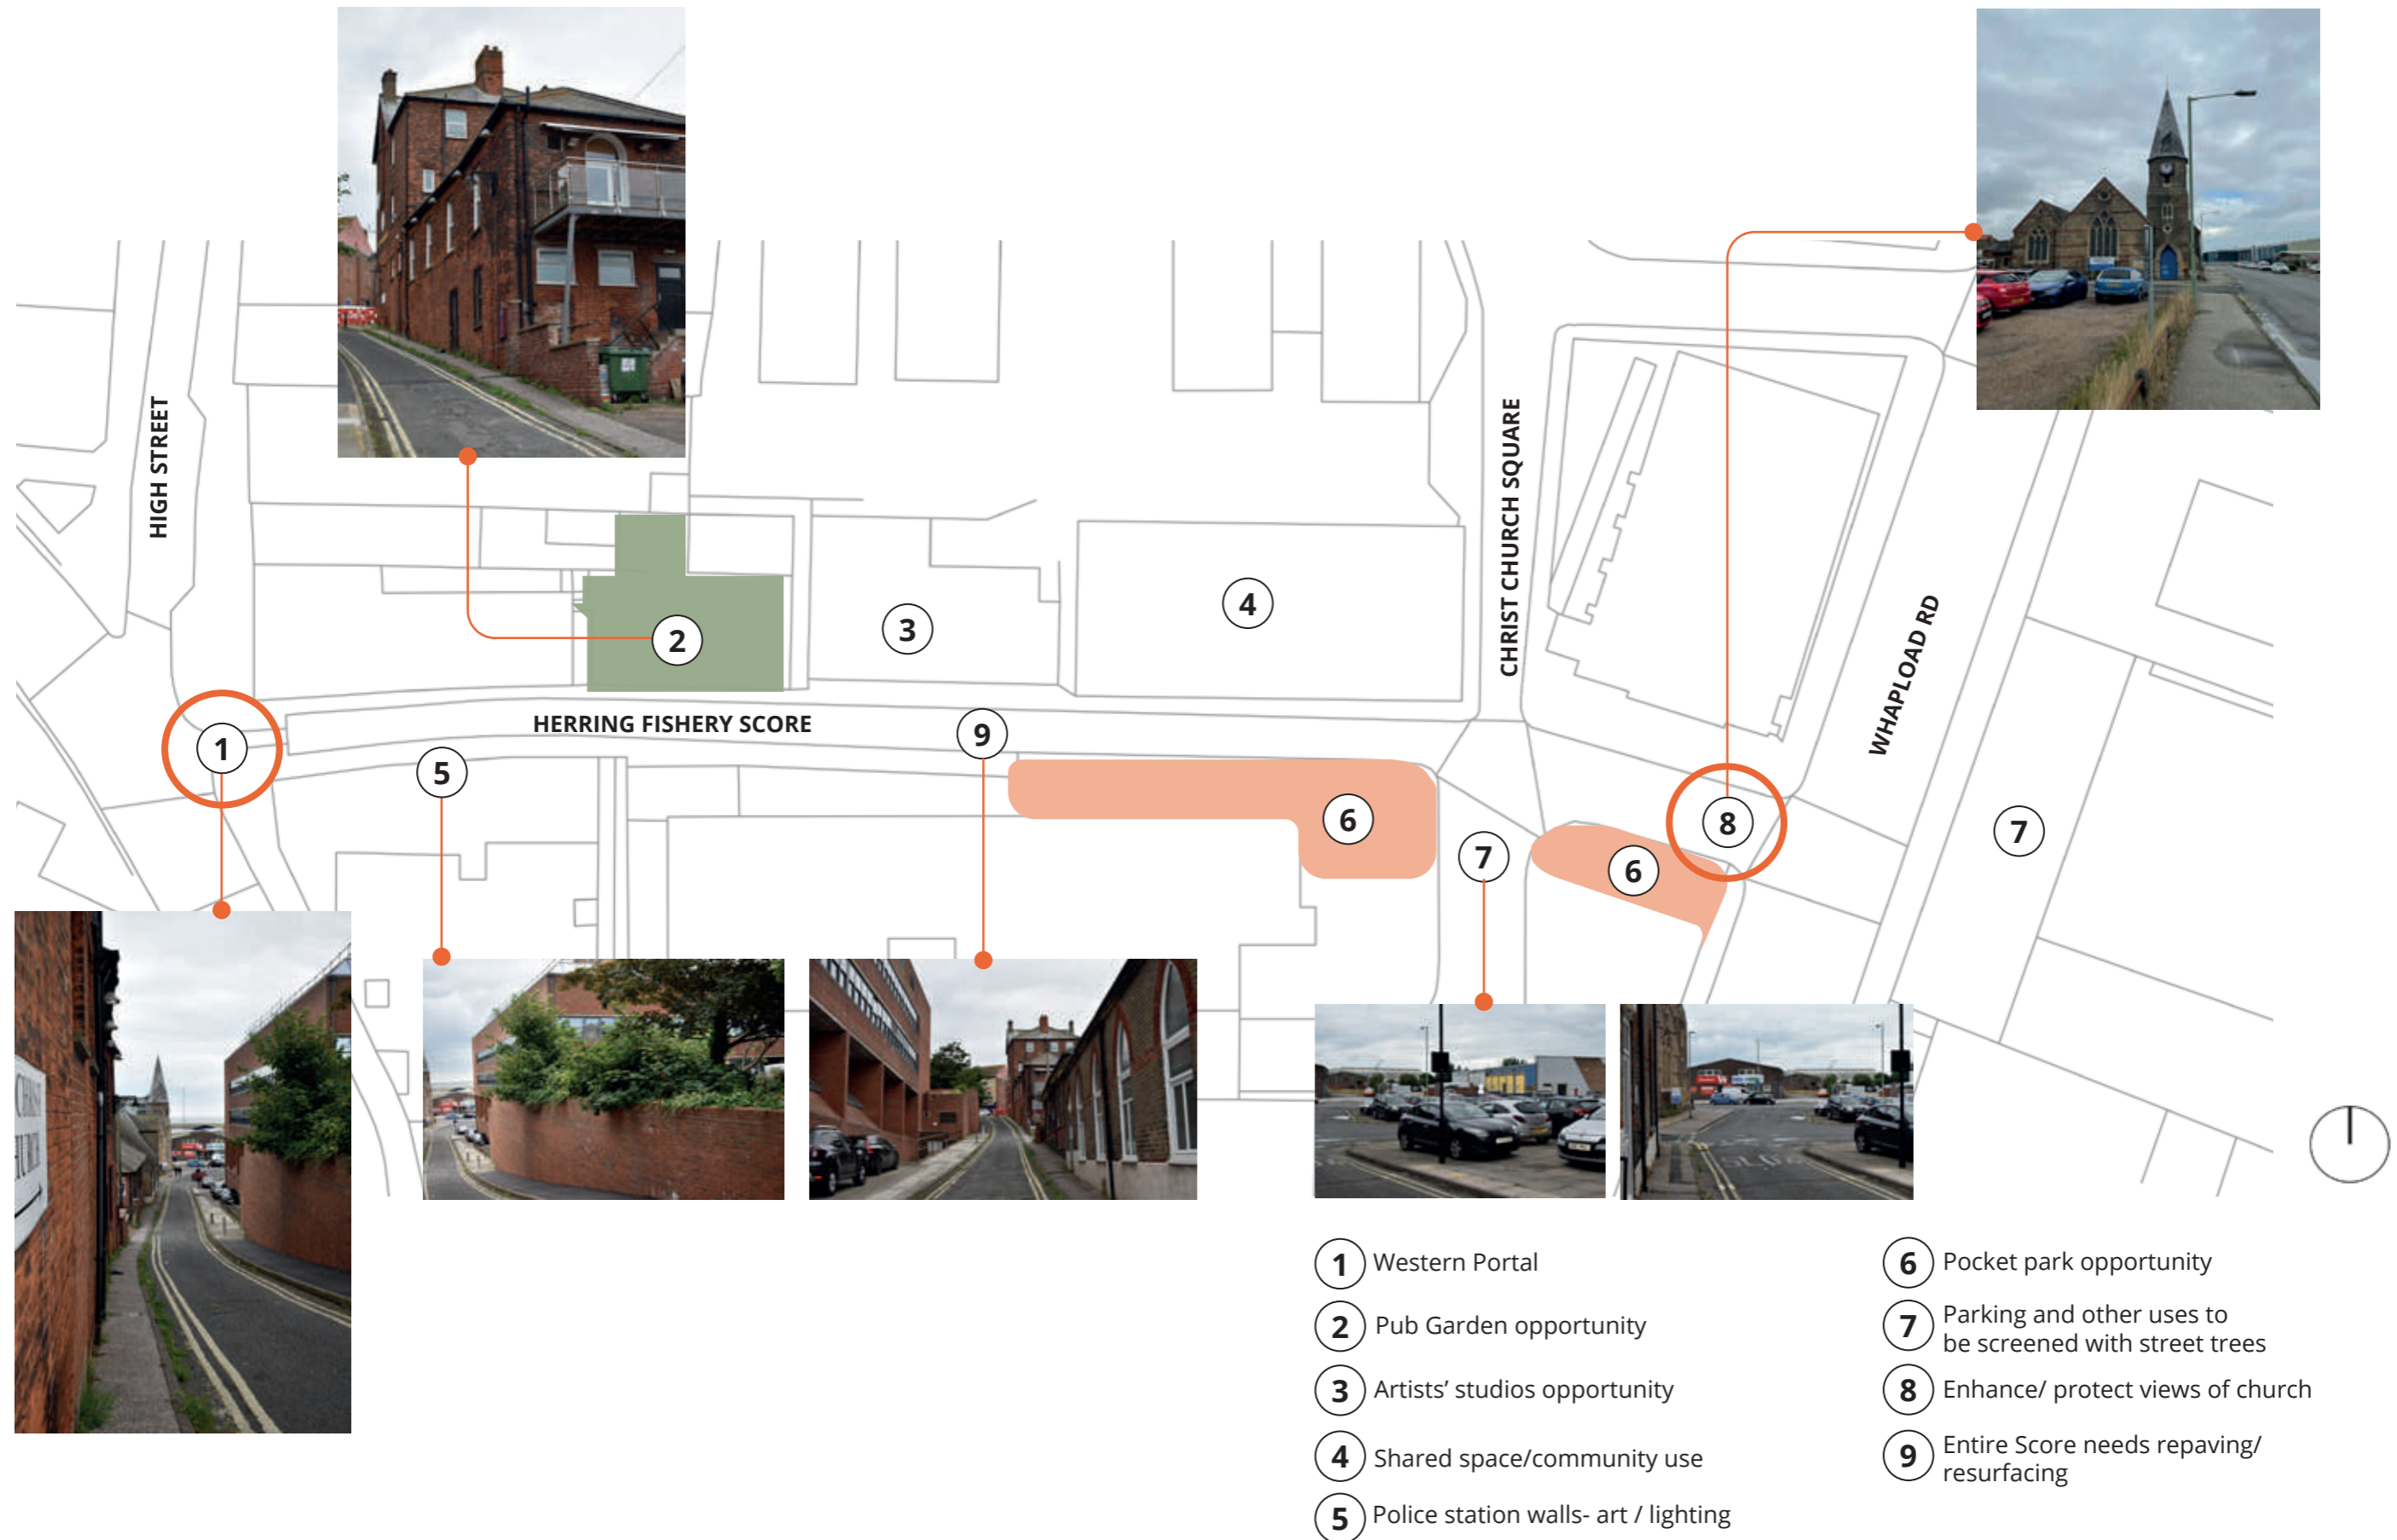 HIGH STREET
CHRIST CHURCH SQUARE
WHAPLOAD RD
2
3
4
HERRING FISHERY SCORE
1
5
9
6
7
6
8
7
1 Western Portal
2 Pub Garden opportunity
3 Artists’ studios opportunity
4 Shared space/community use
5 Police station walls- art / lighting
6 Pocket park opportunity
7 Parking and other uses to
be screened with street trees
8 Enhance/ protect views of church
9 Entire Score needs repaving/
resurfacing